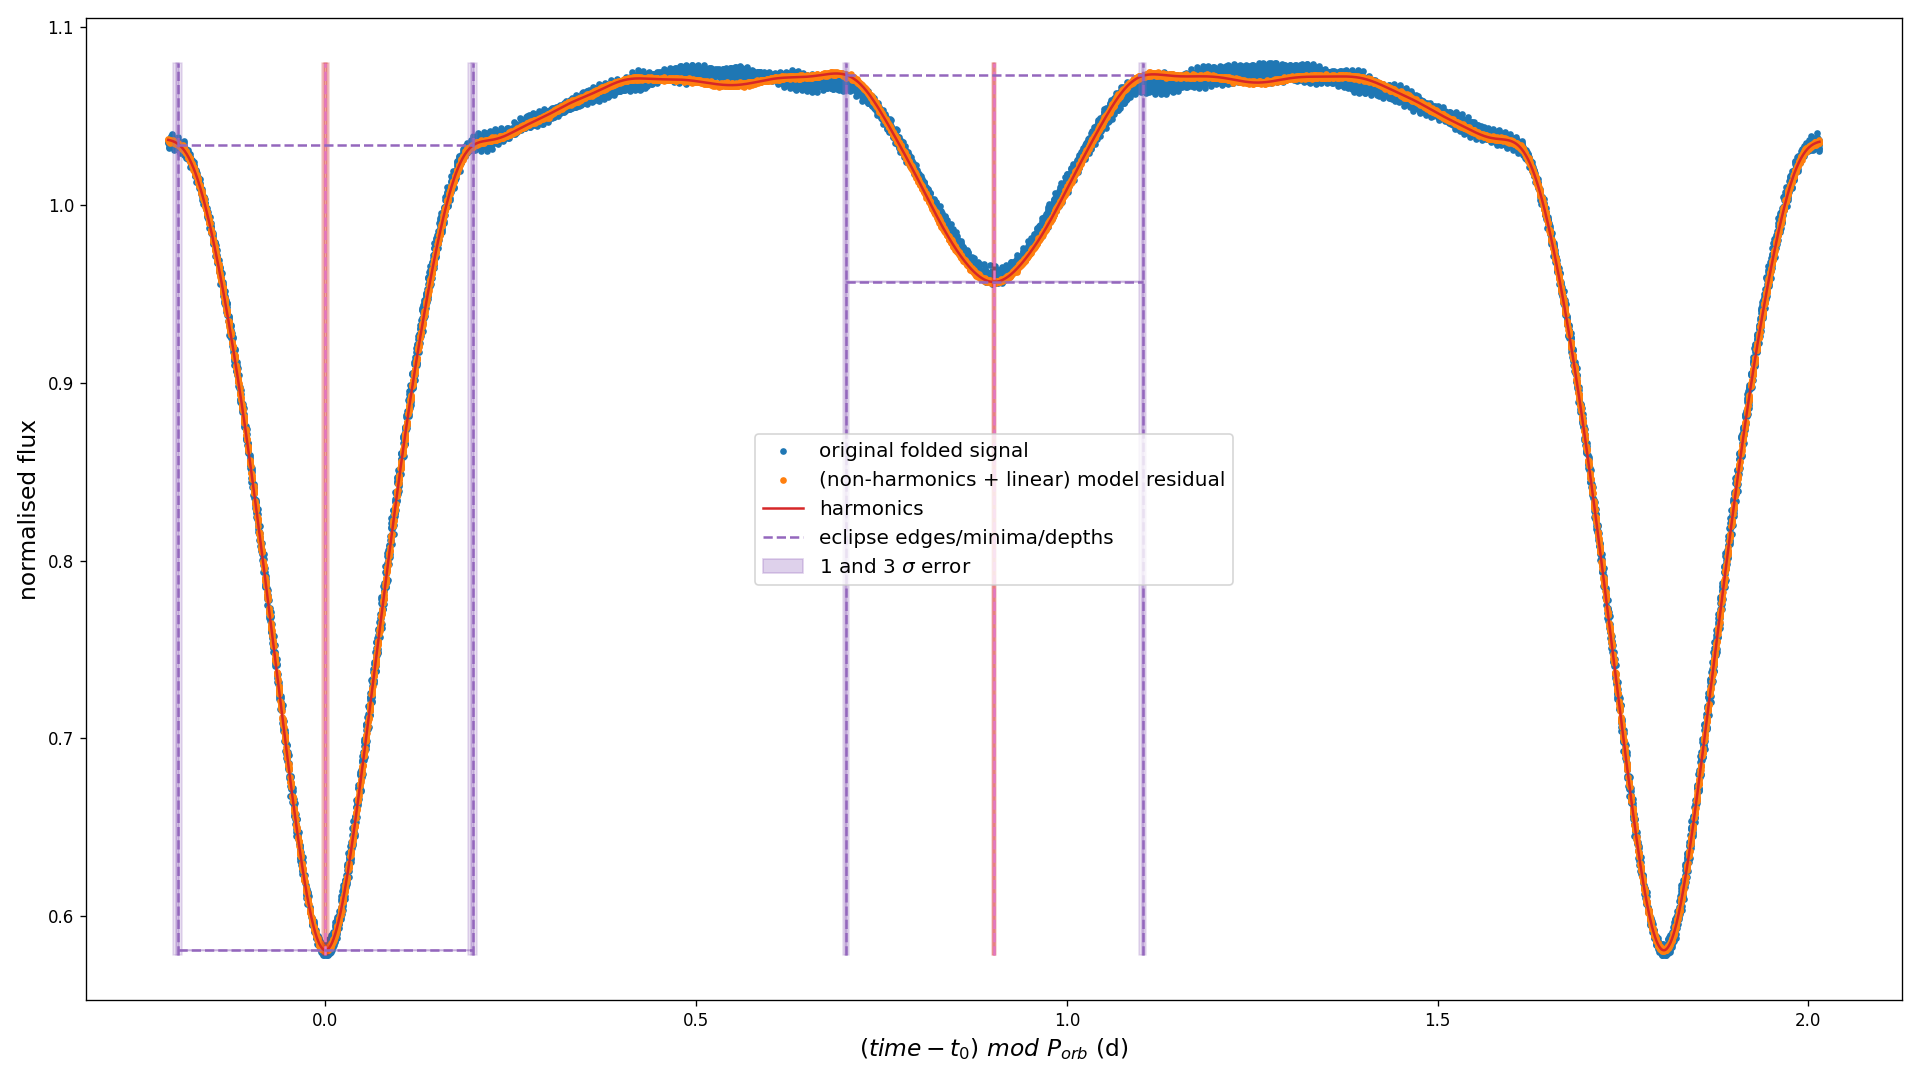 1.1
1.0
0.9
0.8
0.7
0.6
normalised flux
original folded signal
(non-harmonics + linear) model residual
harmonics
eclipse edges/minima/depths
1 and 3 σ error
0.0 0.5 1.0 1.5 2.0
(time − t₀) mod Pₒᵣb (d)